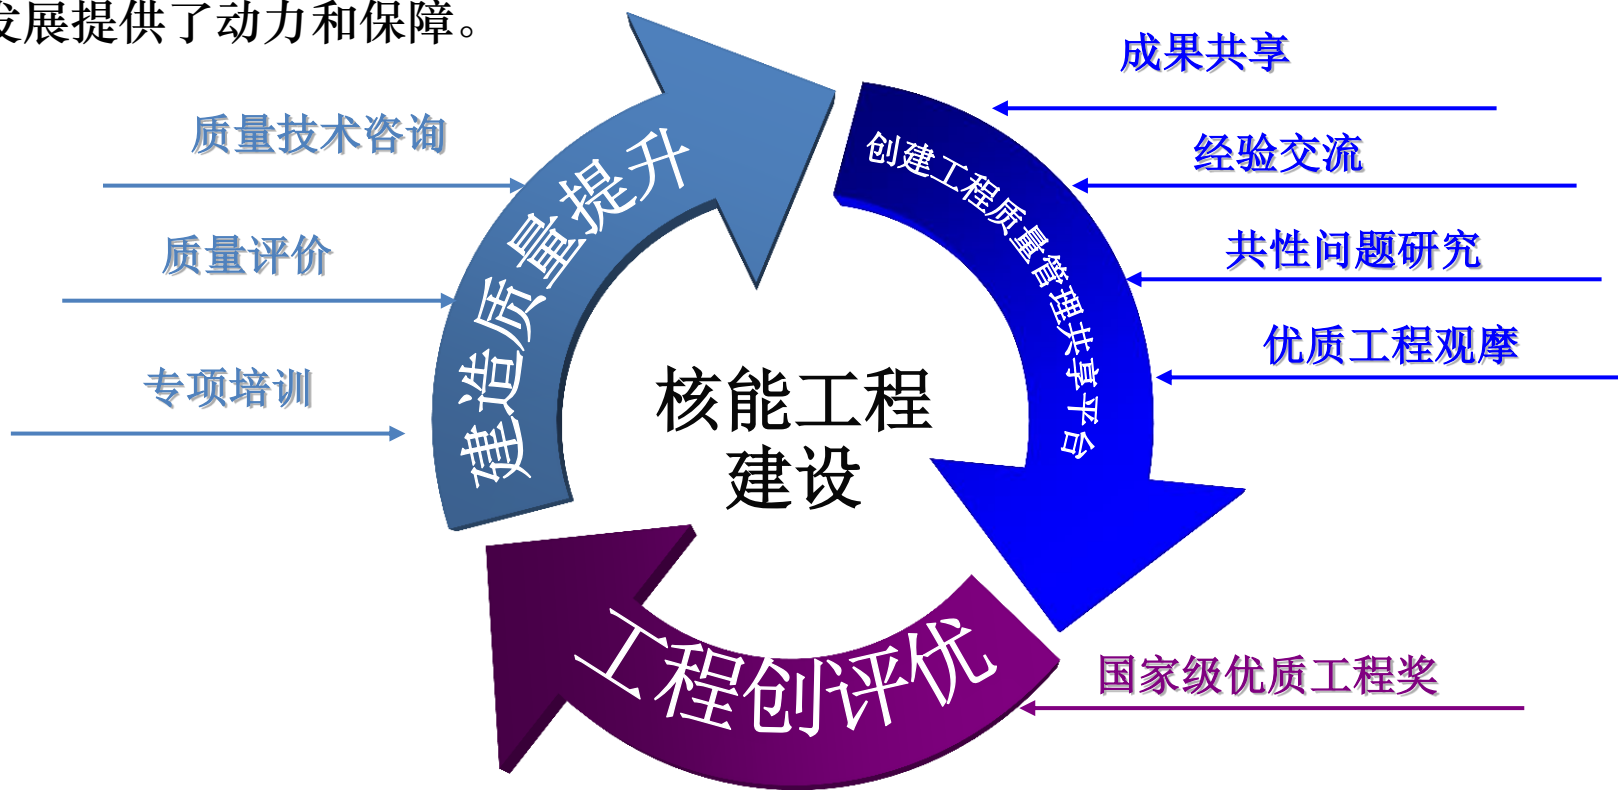 发展提供了动力和保障。
质量技术咨询
质量评价
专项培训
建造质量提升
创建工程质量管理共享平台
成果共享
经验交流
共性问题研究
优质工程观摩
核能工程
建设
工程创评优
国家级优质工程奖